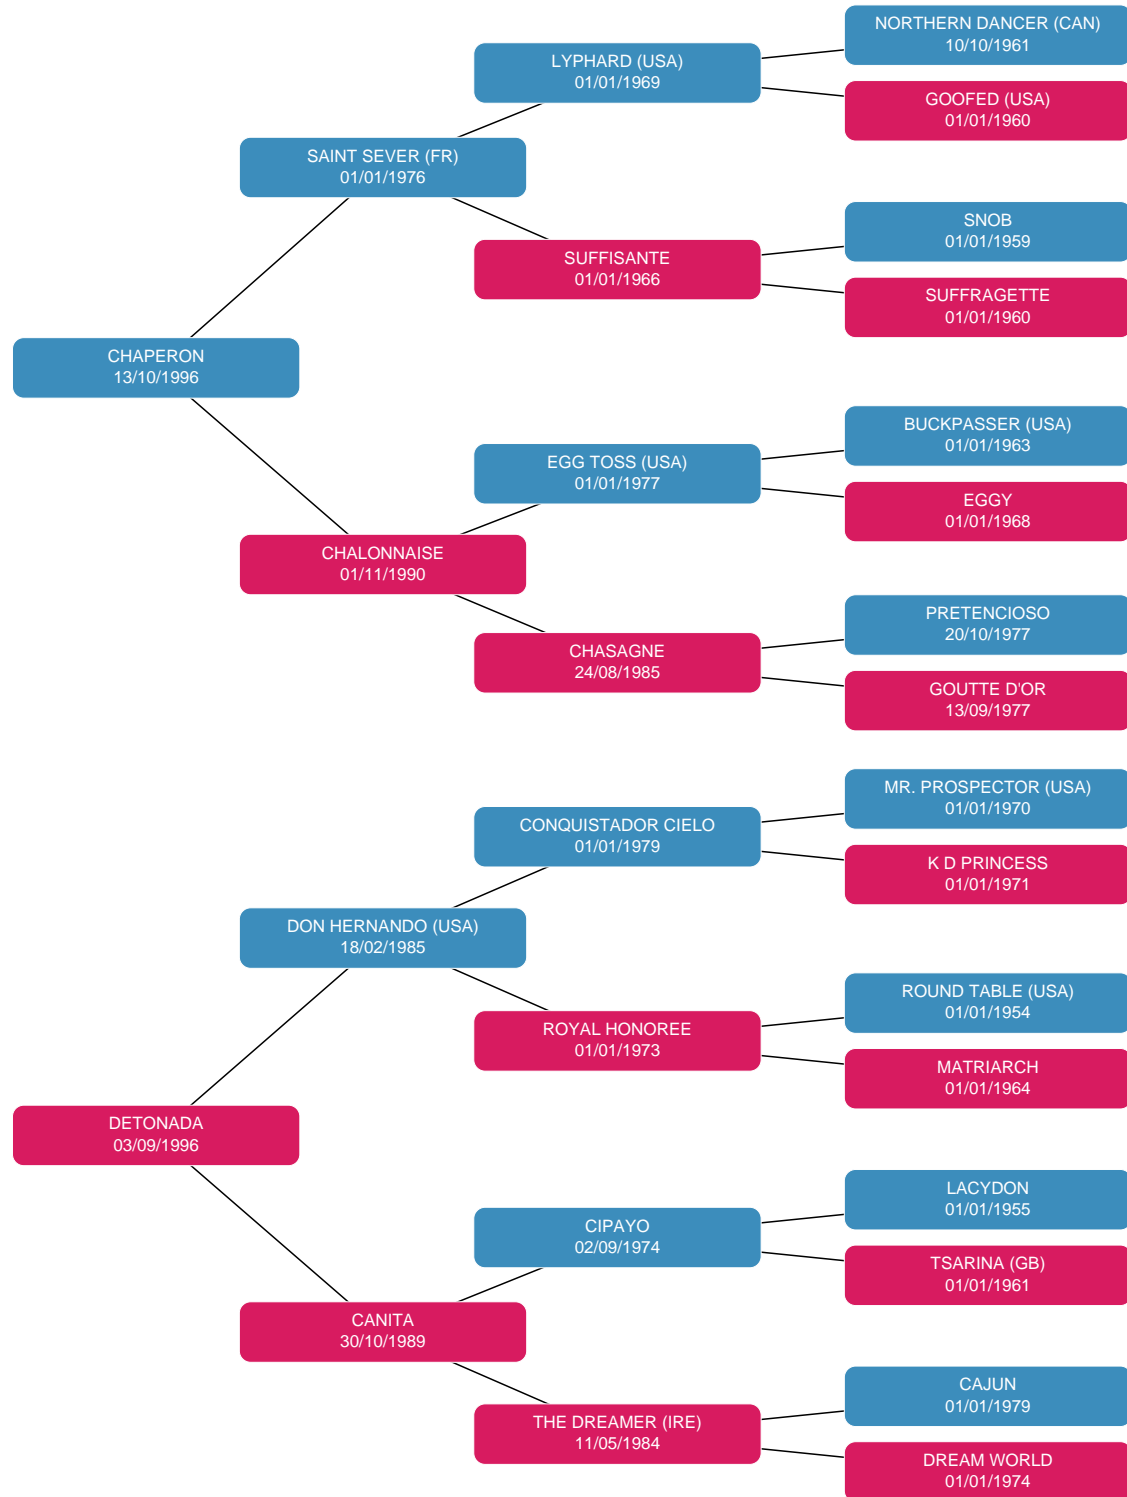 NORTHERN DANCER (CAN)
10/10/1961
LYPHARD (USA)
01/01/1969
GOOFED (USA)
01/01/1960
SAINT SEVER (FR)
01/01/1976
SNOB
01/01/1959
SUFFISANTE
01/01/1966
SUFFRAGETTE
01/01/1960
CHAPERON
13/10/1996
BUCKPASSER (USA)
01/01/1963
EGG TOSS (USA)
01/01/1977
EGGY
01/01/1968
CHALONNAISE
01/11/1990
PRETENCIOSO
20/10/1977
CHASAGNE
24/08/1985
GOUTTE D'OR
13/09/1977
MR. PROSPECTOR (USA)
01/01/1970
CONQUISTADOR CIELO
01/01/1979
K D PRINCESS
01/01/1971
DON HERNANDO (USA)
18/02/1985
ROUND TABLE (USA)
01/01/1954
ROYAL HONOREE
01/01/1973
MATRIARCH
01/01/1964
DETONADA
03/09/1996
LACYDON
01/01/1955
CIPAYO
02/09/1974
TSARINA (GB)
01/01/1961
CANITA
30/10/1989
CAJUN
01/01/1979
THE DREAMER (IRE)
11/05/1984
DREAM WORLD
01/01/1974